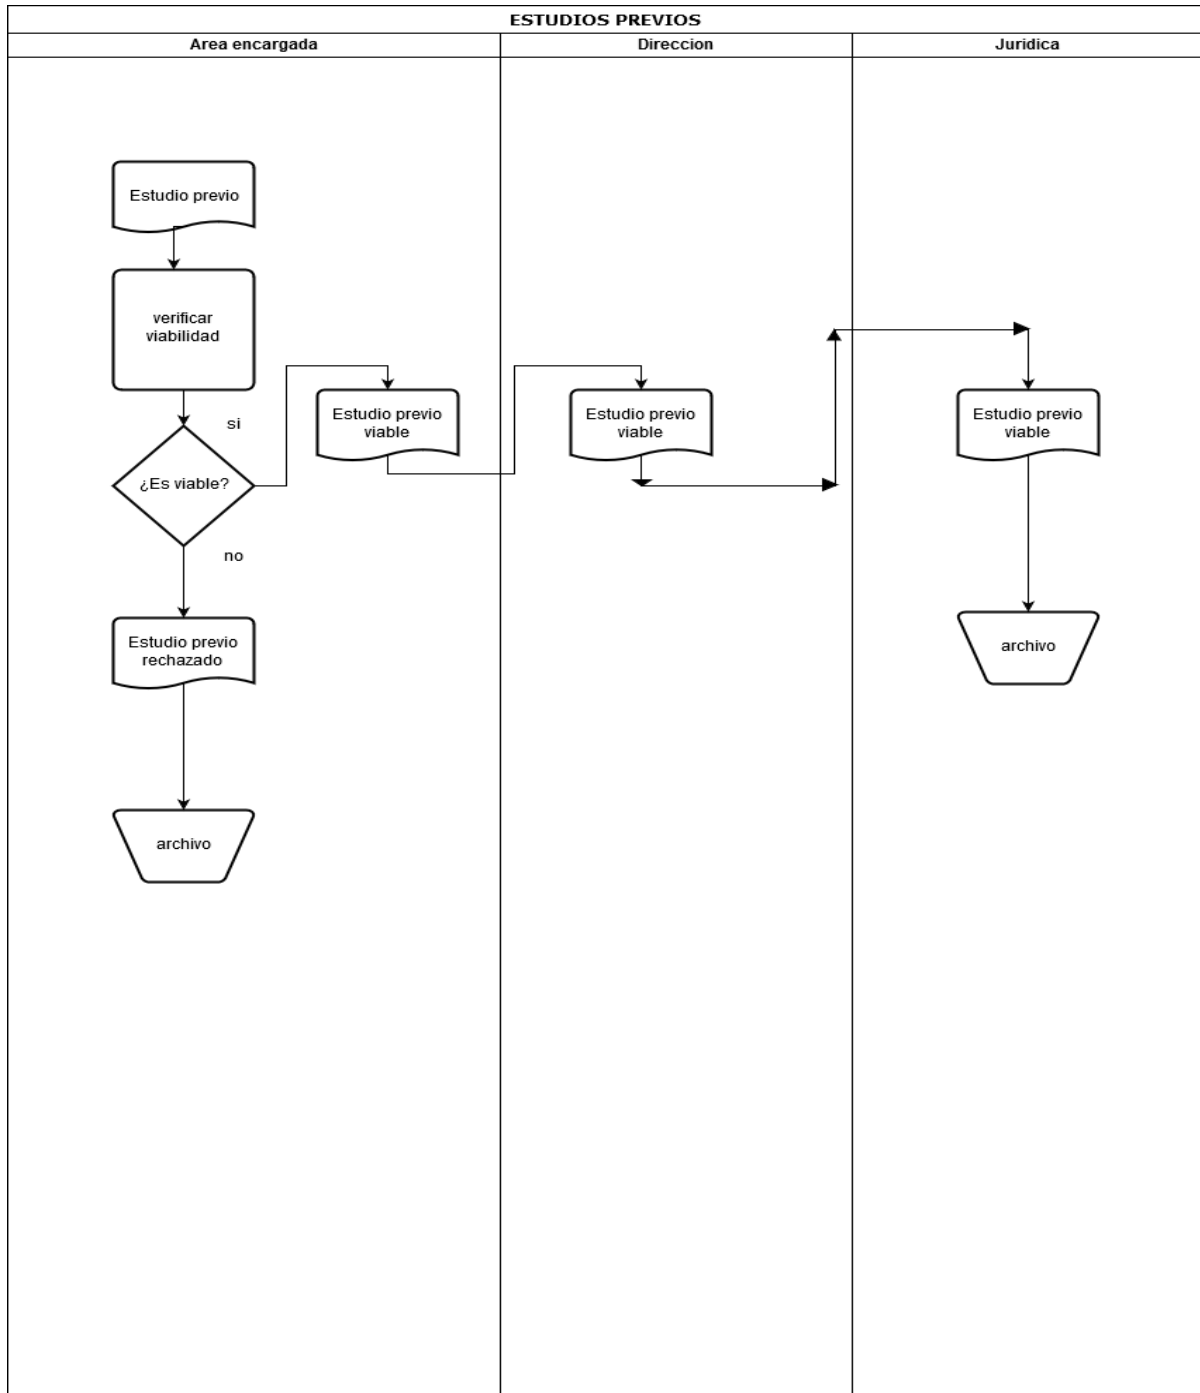 ESTUDIOS PREVIOS
Area encargada
Direccion
Juridica
Estudio previo
verificar
viabilidad
si
Estudio previo
viable
Estudio previo
viable
Estudio previo
viable
¿Es viable?
no
Estudio previo
rechazado
archivo
archivo